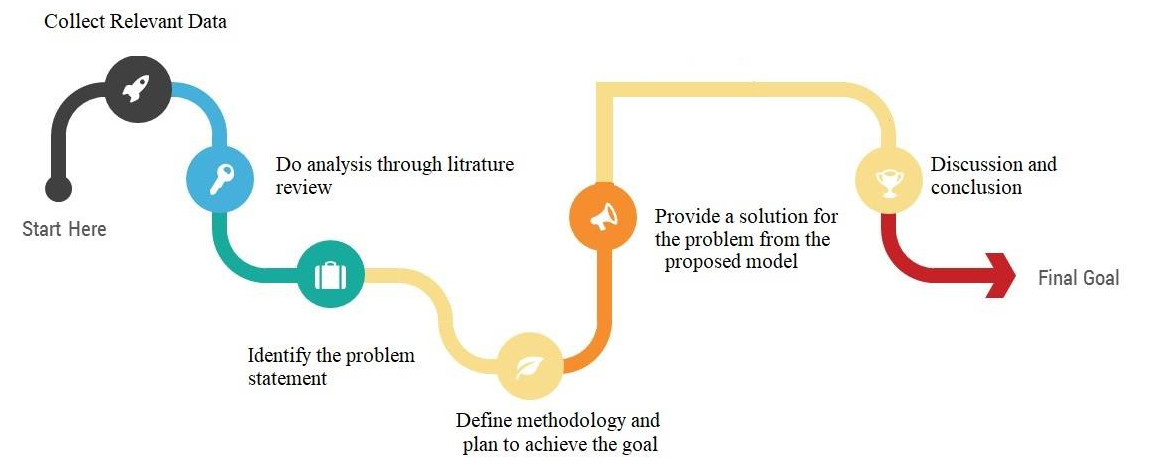 Collect Relevant Data
Start Here
Do analysis through litrature
review
Identify the problem
statement
Define methodology and
plan to achieve the goal
Provide a solution for
the problem from the
proposed model
Discussion and
conclusion
Final Goal